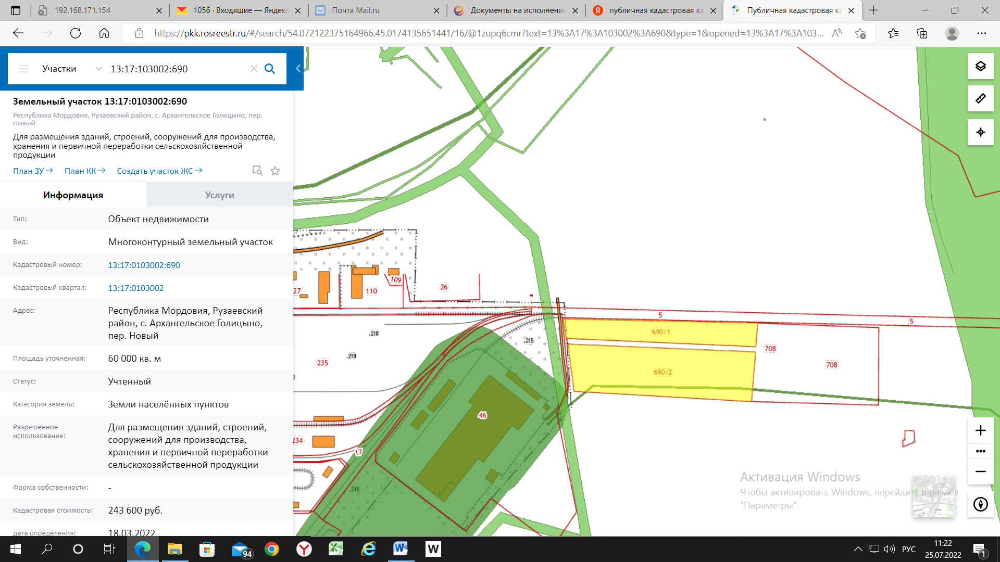 192.168.171.154
1056 · Входящие — Яндекс
Почта Mail.ru
Документы на исполнении
публичная кадастровая ка
Публичная кадастровая ка
https://pkk.rosreestr.ru/#/search/54.072122375164966,45.0174135651441/16/@1zupq6cmr?text=13%3A17%3A103002%3A690&type=1&opened=13%3A17%3A103...
Участки
13:17:103002:690
Земельный участок 13:17:0103002:690
Республика Мордовия, Рузаевский район, с. Архангельское Голицыно, пер.
Новый
Для размещения зданий, строений, сооружений для производства,
хранения и первичной переработки сельскохозяйственной
продукции
План ЗУ → План КК → Создать участок ЖС →
Информация
Услуги
Тип: Объект недвижимости
Вид: Многоконтурный земельный участок
Кадастровый номер: 13:17:0103002:690
Кадастровый квартал: 13:17:0103002
Адрес: Республика Мордовия, Рузаевский
район, с. Архангельское Голицыно,
пер. Новый
Площадь уточненная: 60 000 кв. м
Статус: Учтенный
Категория земель: Земли населённых пунктов
Разрешенное
использование:
Для размещения зданий, строений,
сооружений для производства,
хранения и первичной переработки
сельскохозяйственной продукции
Форма собственности: -
Кадастровая стоимость: 243 600 руб.
дата определения: 18.03.2022
27
110
109
26
5
5
.218
.215
690/1
708
235
.219
690/2
708
46
234
17
.218
Активация Windows
Чтобы активировать Windows, перейдите в раздел
"Параметры".
94
РУС
11:22
25.07.2022
1